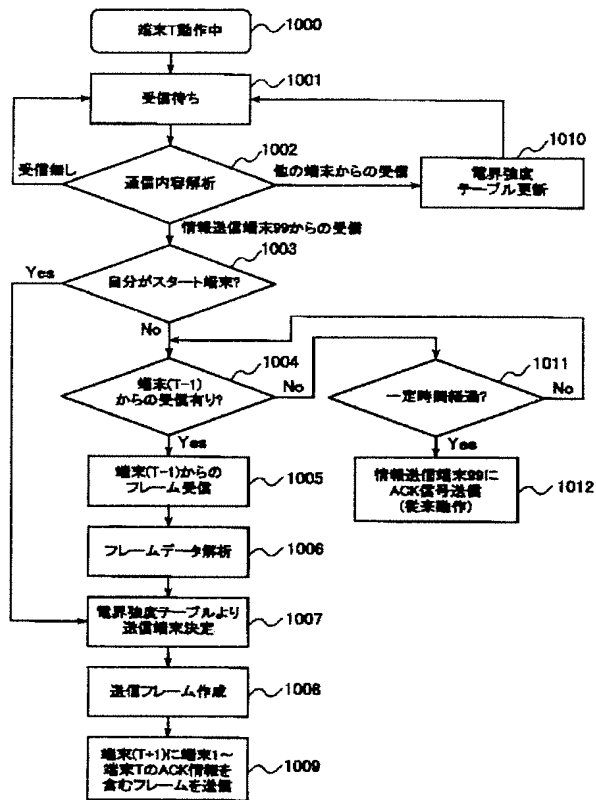 端末T動作中
1000
受信待ち
1001
受信無し
通信内容解析
1002
他の端末からの受信
電界強度
テーブル更新
1010
情報送信端末99からの受信
自分がスタート端末?
1003
Yes
No
端末(T-1)
からの受信有り?
1004
No
Yes
一定時間経過?
1011
No
Yes
端末(T-1)からの
フレーム受信
1005
情報送信端末99に
ACK信号送信
(従来動作)
1012
フレームデータ解析
1006
電界強度テーブルより
送信端末決定
1007
送信フレーム作成
1008
端末(T+1)に端末1~
端末TのACK情報を
含むフレームを送信
1009